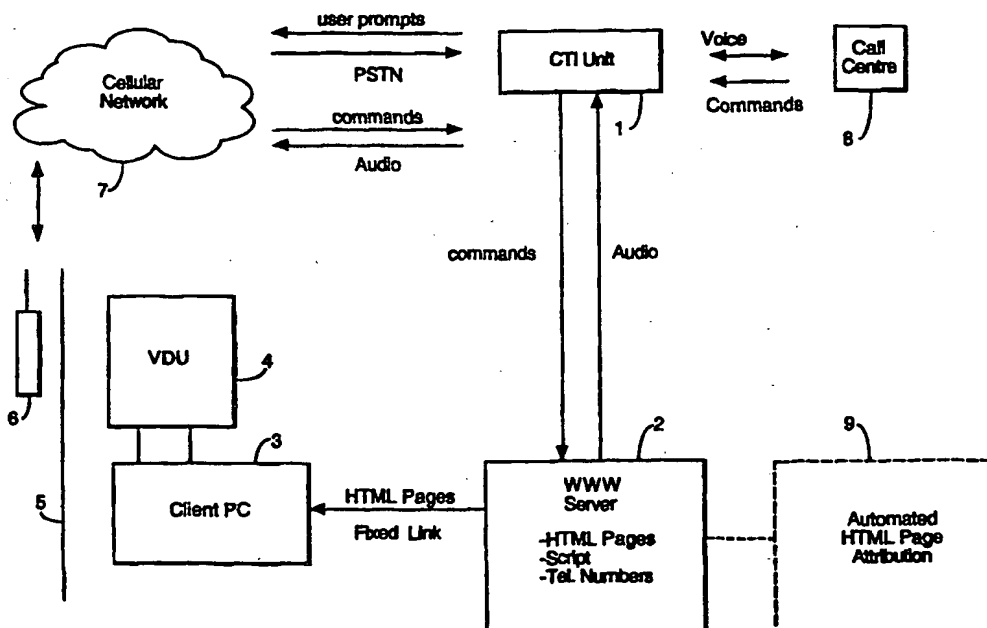 user prompts
PSTN
commands
Audio
Cellular
Network
7
CTI Unit
1
Voice
Commands
Call
Centre
8
commands
Audio
6
5
VDU
4
3
Client PC
HTML Pages
Fixed Link
2
WWW
Server
-HTML Pages
-Script
-Tel. Numbers
9
Automated
HTML Page
Attribution